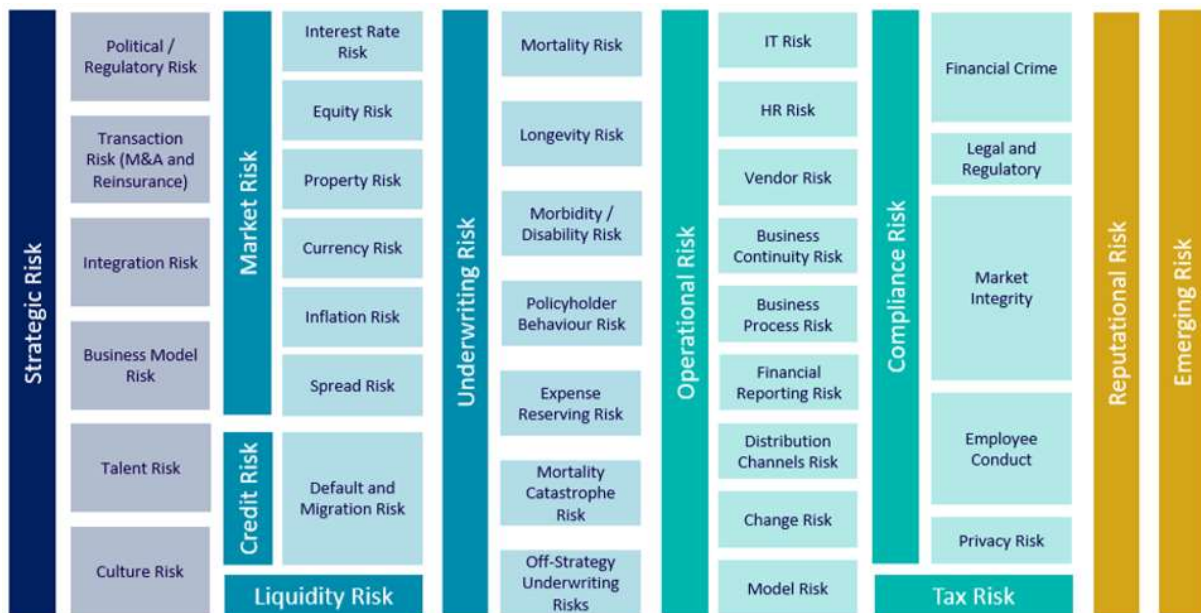 Strategic Risk
Political /
Regulatory Risk
Transaction
Risk (M&A and
Reinsurance)
Integration Risk
Business Model
Risk
Talent Risk
Culture Risk
Market Risk
Interest Rate
Risk
Equity Risk
Property Risk
Currency Risk
Inflation Risk
Spread Risk
Credit Risk
Default and
Migration Risk
Liquidity Risk
Underwriting Risk
Mortality Risk
Longevity Risk
Morbidity /
Disability Risk
Policyholder
Behaviour Risk
Expense
Reserving Risk
Mortality
Catastrophe
Risk
Off-Strategy
Underwriting
Risks
Operational Risk
IT Risk
HR Risk
Vendor Risk
Business
Continuity Risk
Business
Process Risk
Financial
Reporting Risk
Distribution
Channels Risk
Change Risk
Model Risk
Compliance Risk
Financial Crime
Legal and
Regulatory
Market
Integrity
Employee
Conduct
Privacy Risk
Tax Risk
Reputational Risk
Emerging Risk